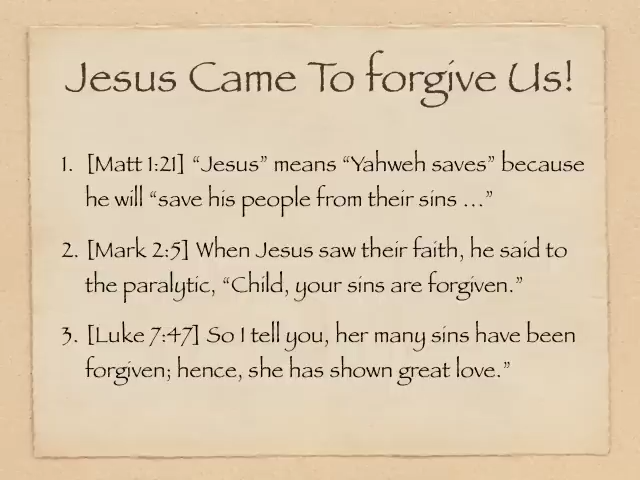 Jesus Came To forgive Us!
1. [Matt 1:21] “Jesus” means “Yahweh saves” because
he will “save his people from their sins …”
2. [Mark 2:5] When Jesus saw their faith, he said to
the paralytic, “Child, your sins are forgiven.”
3. [Luke 7:47] So I tell you, her many sins have been
forgiven; hence, she has shown great love.”